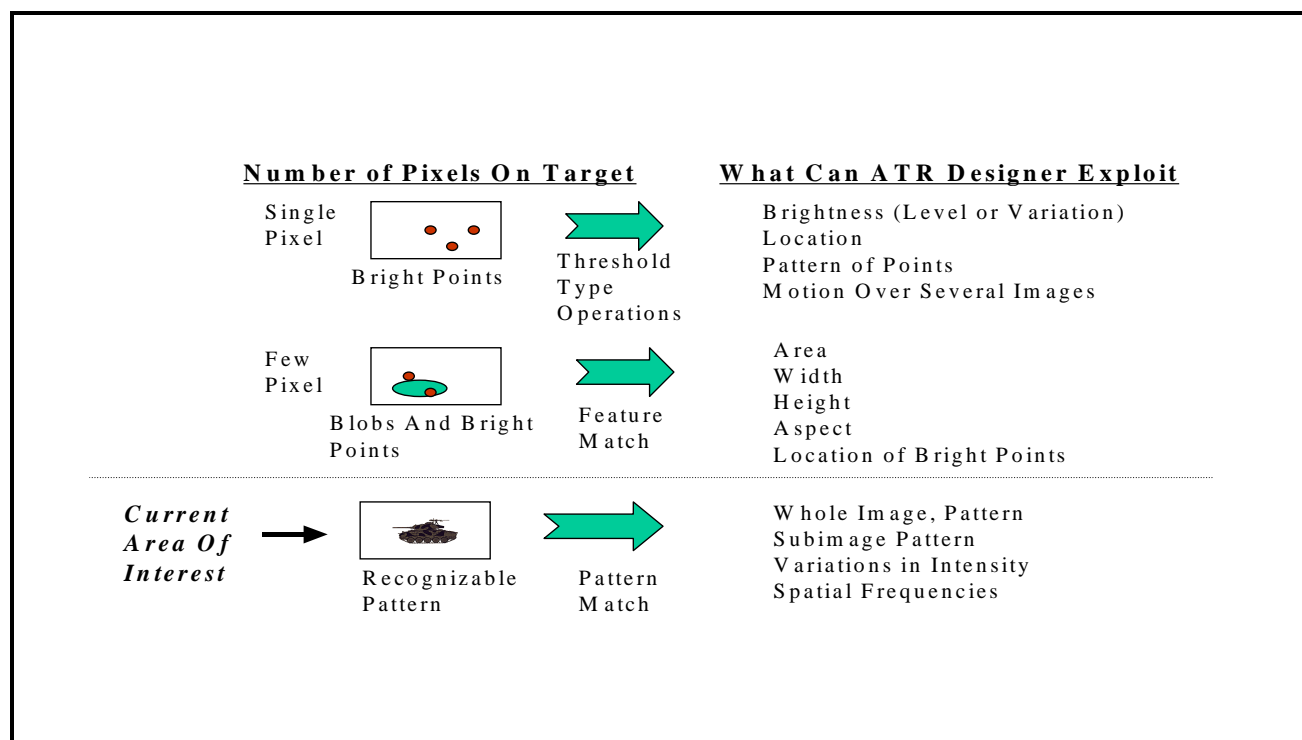 Number of Pixels On Target
What Can ATR Designer Exploit
Single
Pixel
Bright Points
Threshold
Type
Operations
Brightness (Level or Variation)
Location
Pattern of Points
Motion Over Several Images
Few
Pixel
Blobs And Bright
Points
Feature
Match
Area
Width
Height
Aspect
Location of Bright Points
Current
Area Of
Interest
Recognizable
Pattern
Pattern
Match
Whole Image, Pattern
Subimage Pattern
Variations in Intensity
Spatial Frequencies